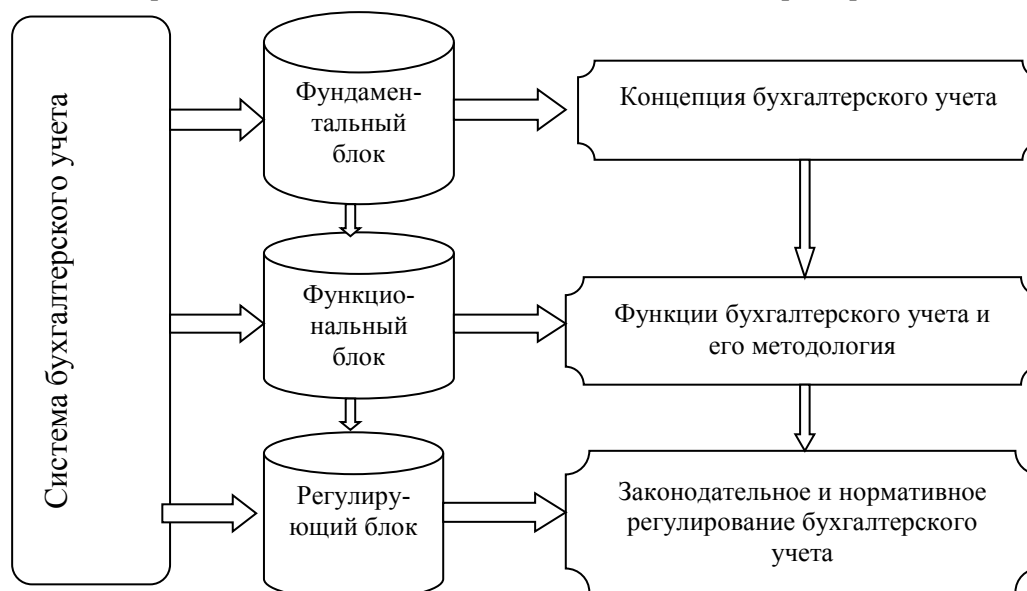 Система бухгалтерского учета
Фундамен-
тальный
блок
Концепция бухгалтерского учета
Функцио-
нальный
блок
Функции бухгалтерского учета и
его методология
Регулиру-
ющий блок
Законодательное и нормативное
регулирование бухгалтерского
учета